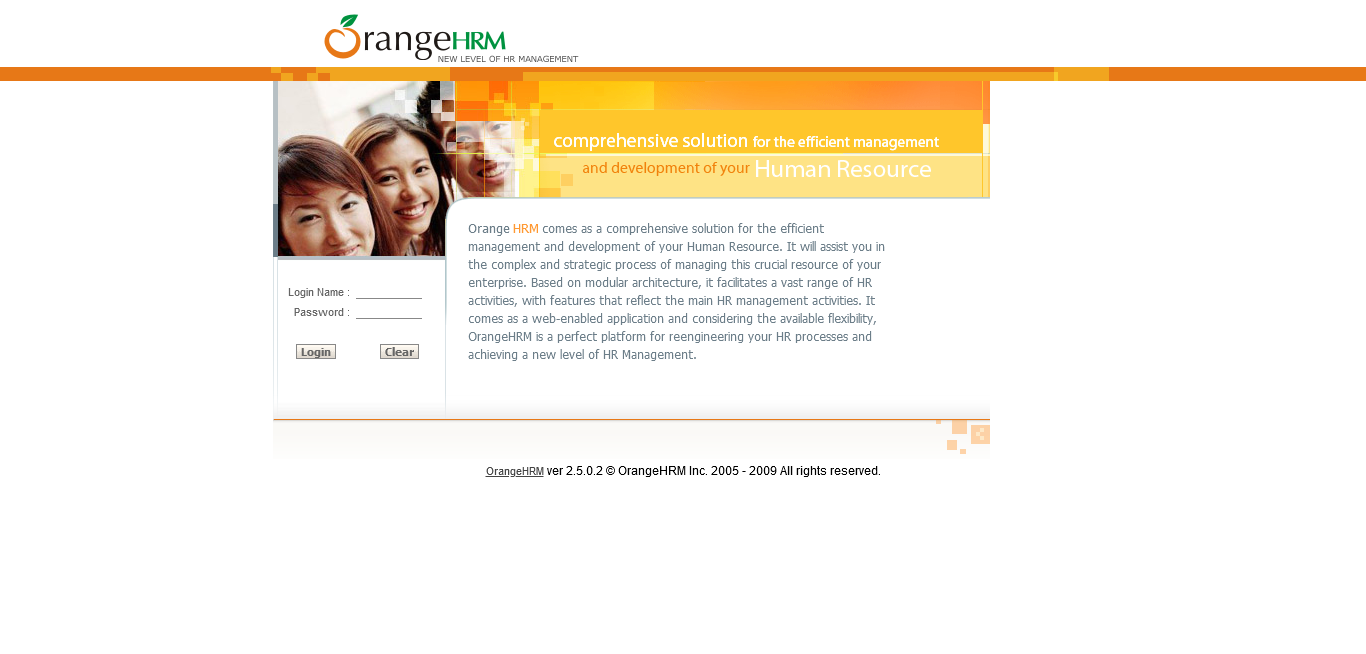 OrangeHRM
NEW LEVEL OF HR MANAGEMENT
comprehensive solution for the efficient management
and development of your Human Resource
Orange HRM comes as a comprehensive solution for the efficient
management and development of your Human Resource. It will assist you in
the complex and strategic process of managing this crucial resource of your
enterprise. Based on modular architecture, it facilitates a vast range of HR
activities, with features that reflect the main HR management activities. It
comes as a web-enabled application and considering the available flexibility,
OrangeHRM is a perfect platform for reengineering your HR processes and
achieving a new level of HR Management.
Login Name :
Password :
Login Clear
OrangeHRM ver 2.5.0.2 © OrangeHRM Inc. 2005 - 2009 All rights reserved.